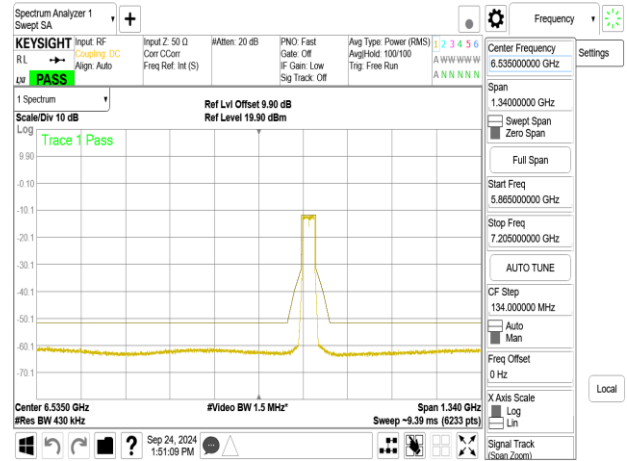 Spectrum Analyzer 1
Swept SA
+
Frequency
KEYSIGHT
RL
LXI PASS
Input: RF
Coupling: DC
Align: Auto
Input Z: 50 Ω
Corr CCorr
Freq Ref: Int (S)
#Atten: 20 dB
PNO: Fast
Gate: Off
IF Gain: Low
Sig Track: Off
Avg Type: Power (RMS)
Avg|Hold: 100/100
Trig: Free Run
1 2 3 4 5 6
A W W W W W
A N N N N N
Center Frequency
6.535000000 GHz
Settings
Span
1.34000000 GHz
Swept Span
Zero Span
Full Span
Start Freq
5.865000000 GHz
Stop Freq
7.205000000 GHz
AUTO TUNE
CF Step
134.000000 MHz
Auto
Man
Freq Offset
0 Hz
X Axis Scale
Log
Lin
Signal Track
(Span Zoom)
Local
1 Spectrum
Scale/Div 10 dB
Ref Lvl Offset 9.90 dB
Ref Level 19.90 dBm
Log
Trace 1 Pass
9.90
-0.10
-10.1
-20.1
-30.1
-40.1
-50.1
-60.1
-70.1
Center 6.5350 GHz
#Video BW 1.5 MHz*
Span 1.340 GHz
#Res BW 430 kHz
Sweep ~9.39 ms (6233 pts)
?
Sep 24, 2024
1:51:09 PM